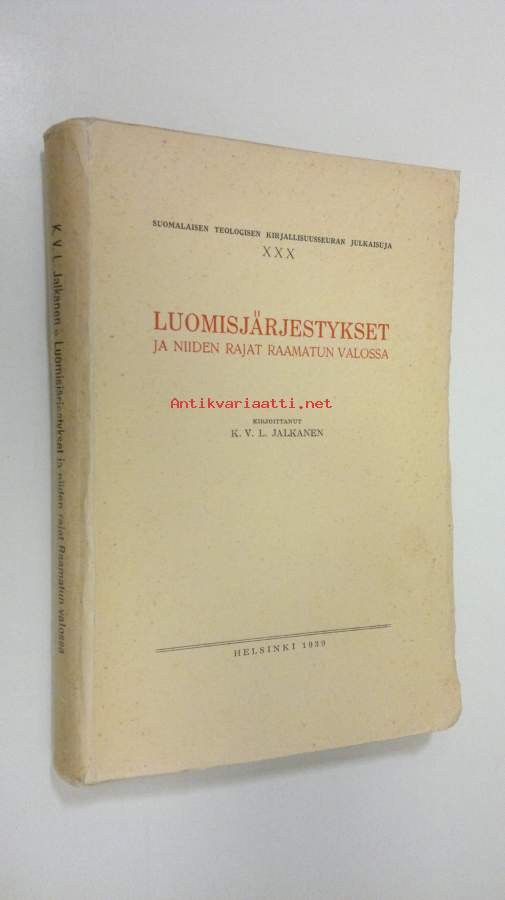 SUOMALAISEN TEOLOGISEN KIRJALLISUUSSEURAN JULKAISUJA
XXX
LUOMISJÄRJESTYKSET
JA NIIDEN RAJAT RAAMATUN VALOSSA
Antikvariaatti.net
KIRJOITTANUT
K. V. L. JALKANEN
HELSINKI 1939
K. V. L. Jalkanen – Luomisjärjestykset ja niiden rajat Raamatun valossa